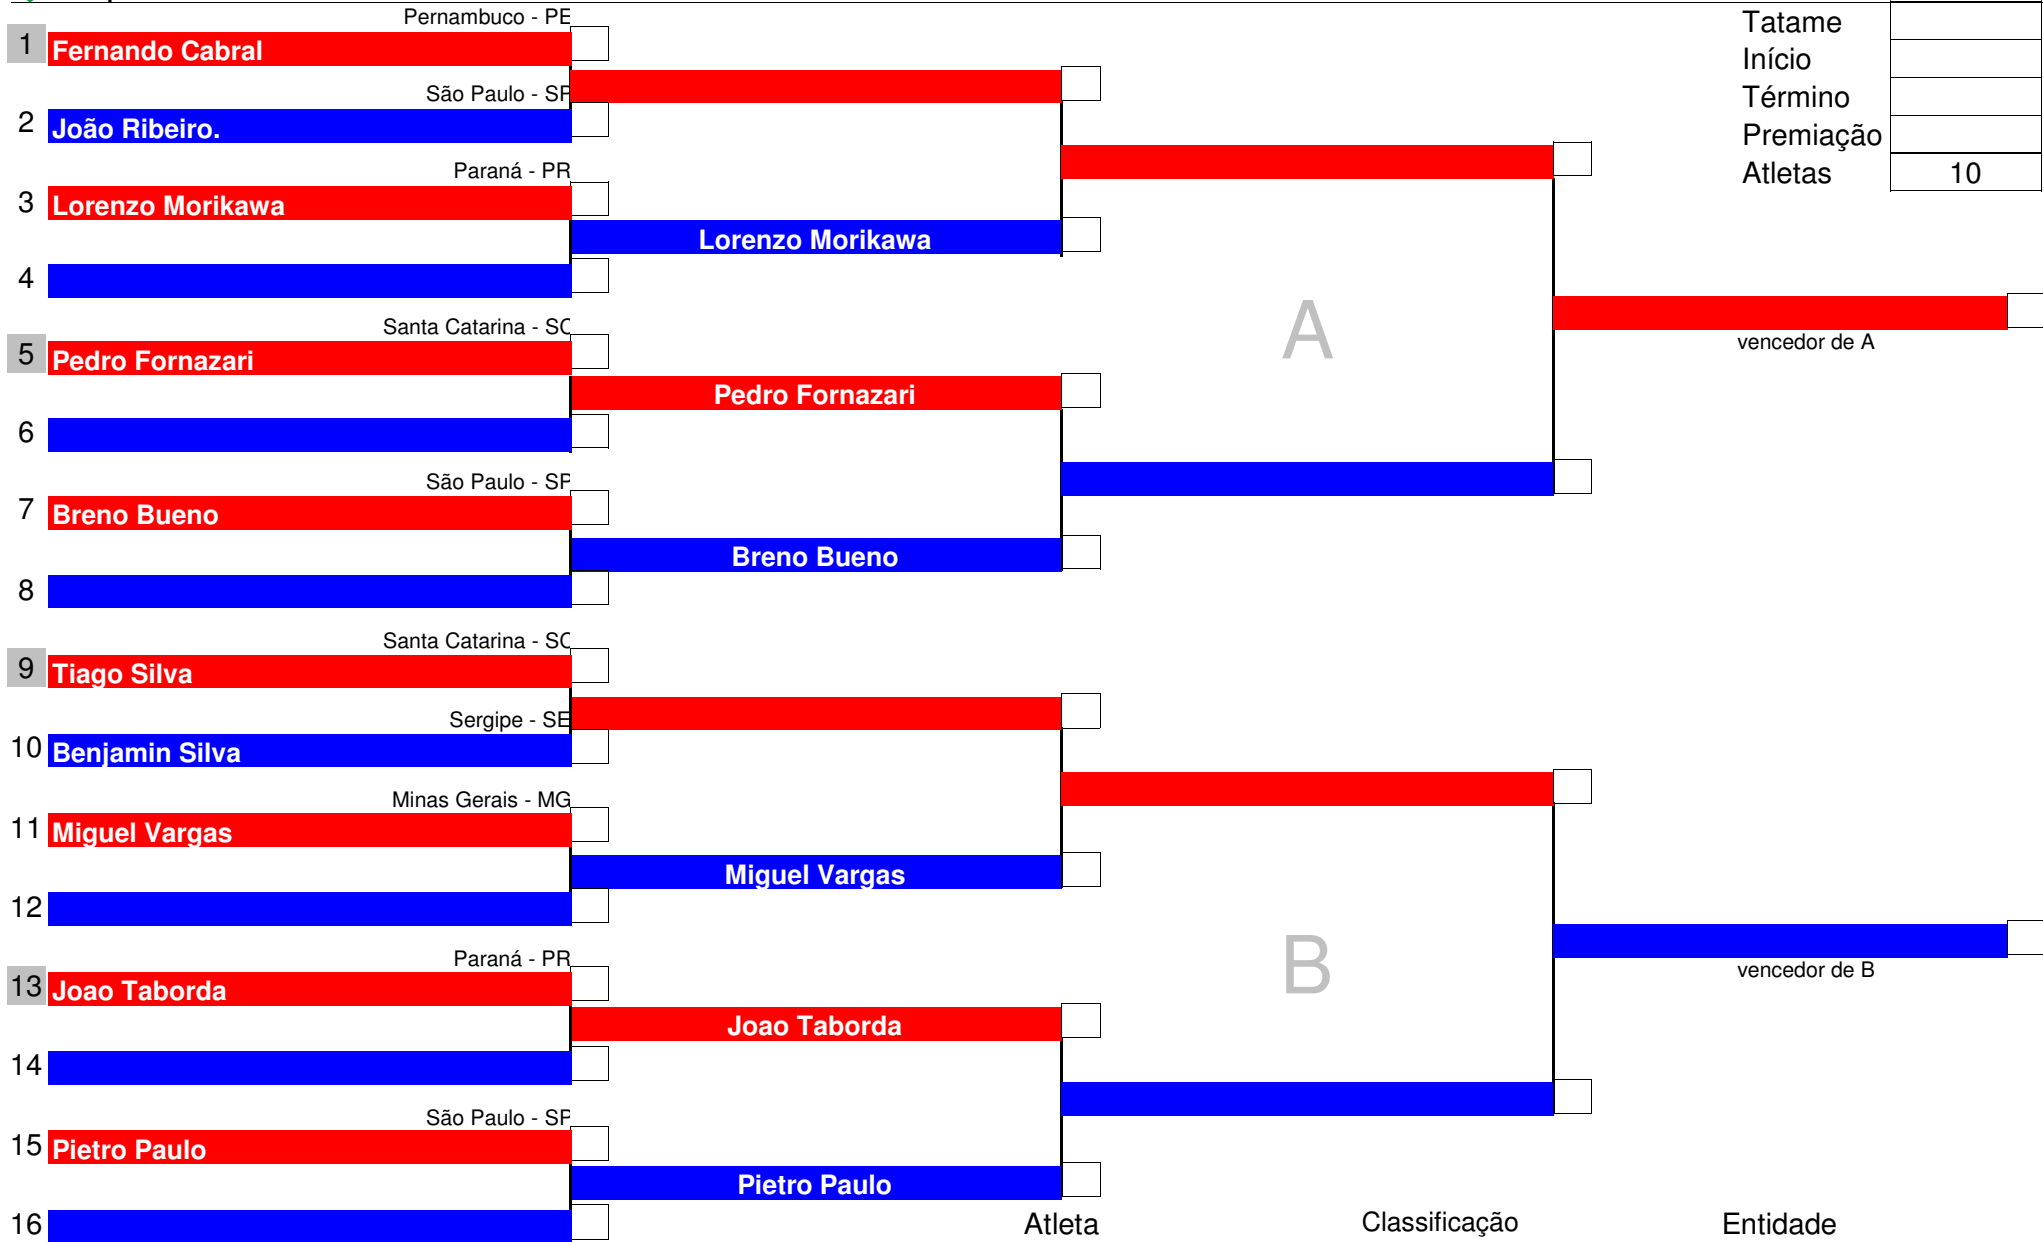 Pernambuco - PE
1 Fernando Cabral
São Paulo - SP
2 João Ribeiro.
Paraná - PR
3 Lorenzo Morikawa
Lorenzo Morikawa
4
Santa Catarina - SC
5 Pedro Fornazari
Pedro Fornazari
6
São Paulo - SP
7 Breno Bueno
Breno Bueno
8
Santa Catarina - SC
9 Tiago Silva
Sergipe - SE
10 Benjamin Silva
Minas Gerais - MG
11 Miguel Vargas
Miguel Vargas
12
Paraná - PR
13 Joao Taborda
Joao Taborda
14
São Paulo - SP
15 Pietro Paulo
Pietro Paulo
16
A
B
Tatame
Início
Término
Premiação
Atletas 10
vencedor de A
vencedor de B
Atleta Classificação Entidade